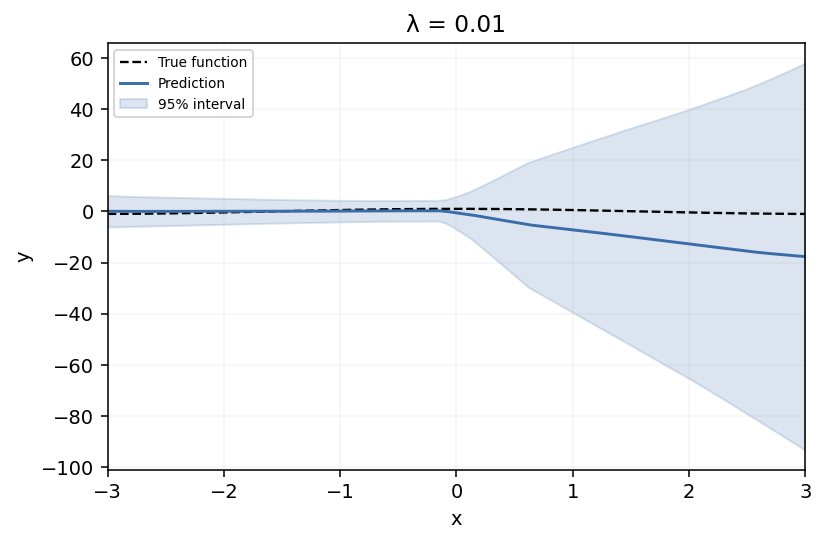 λ = 0.01
True function
Prediction
95% interval
60
40
20
0
−20
−40
−60
−80
−100
y
−3 −2 −1 0 1 2 3
x